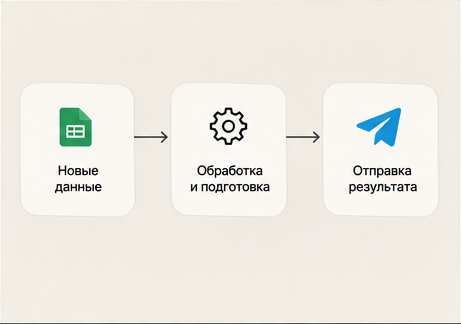 Новые
данные
Обработка
и подготовка
Отправка
результата